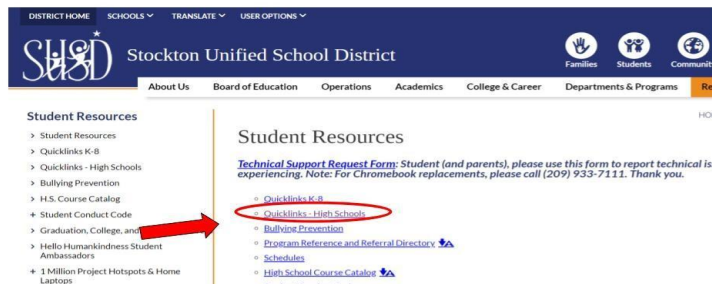 DISTRICT HOME SCHOOLS TRANSLATE USER OPTIONS
SUSD Stockton Unified School District
Families Students Communit
About Us Board of Education Operations Academics College & Career Departments & Programs Re
Student Resources
Student Resources
Quicklinks K-8
Quicklinks - High Schools
Bullying Prevention
H.S. Course Catalog
Student Conduct Code
Graduation, College, and
Hello Humankindness Student
Ambassadors
1 Million Project Hotspots & Home
Laptops
HO
Student Resources
Technical Support Request Form: Student (and parents), please use this form to report technical is
experiencing. Note: For Chromebook replacements, please call (209) 933-7111. Thank you.
Quicklinks K-8
Quicklinks - High Schools
Bullying Prevention
Program Reference and Referral Directory
Schedules
High School Course Catalog